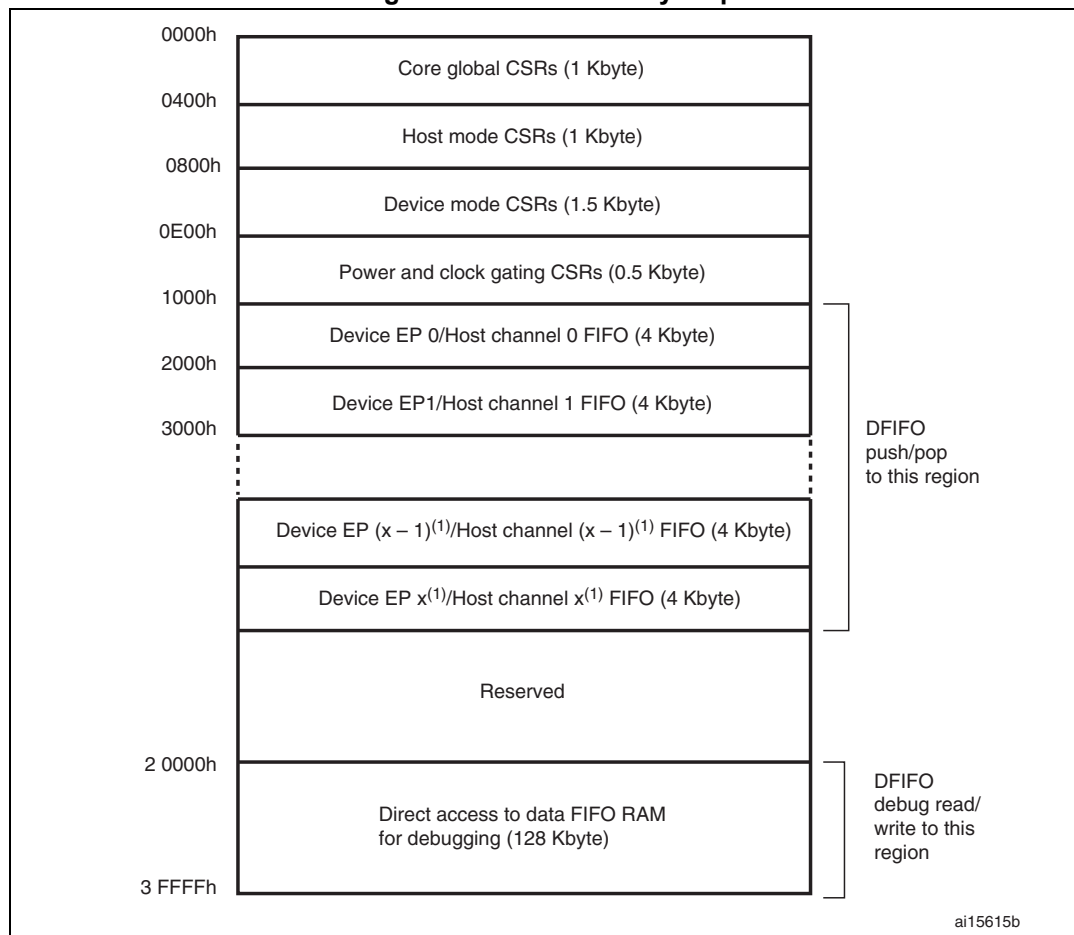 0000h
Core global CSRs (1 Kbyte)
0400h
Host mode CSRs (1 Kbyte)
0800h
Device mode CSRs (1.5 Kbyte)
0E00h
Power and clock gating CSRs (0.5 Kbyte)
1000h
Device EP 0/Host channel 0 FIFO (4 Kbyte)
2000h
Device EP1/Host channel 1 FIFO (4 Kbyte)
3000h
DFIFO
push/pop
to this region
Device EP (x – 1)(1)/Host channel (x – 1)(1) FIFO (4 Kbyte)
Device EP x(1)/Host channel x(1) FIFO (4 Kbyte)
Reserved
2 0000h
Direct access to data FIFO RAM
for debugging (128 Kbyte)
DFIFO
debug read/
write to this
region
3 FFFFh
ai15615b